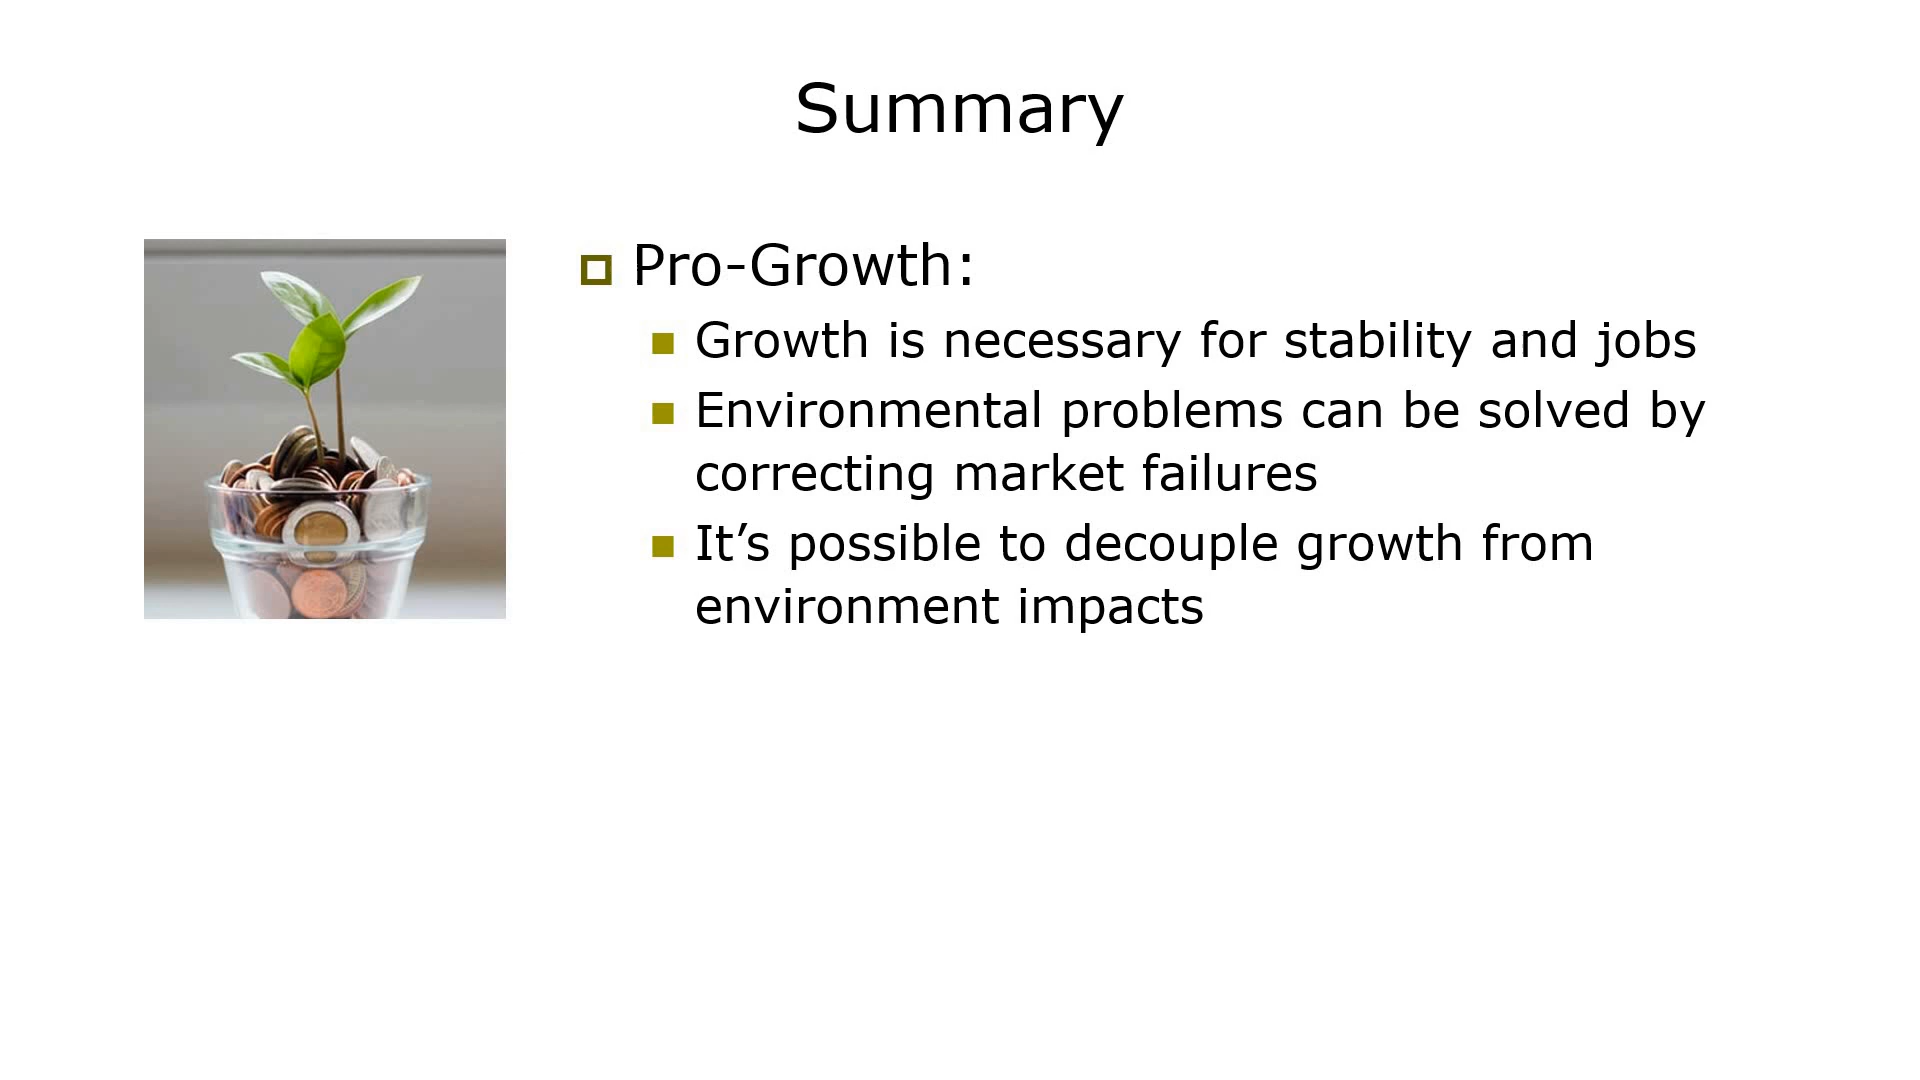 Summary
Pro-Growth:
Growth is necessary for stability and jobs
Environmental problems can be solved by
correcting market failures
It’s possible to decouple growth from
environment impacts